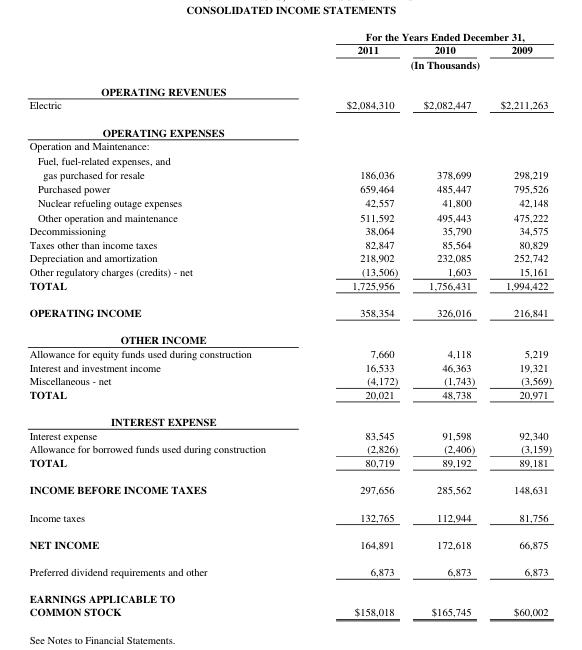 CONSOLIDATED INCOME STATEMENTS
For the Years Ended December 31,
2011 2010 2009
(In Thousands)
OPERATING REVENUES
Electric $2,084,310 $2,082,447 $2,211,263
OPERATING EXPENSES
Operation and Maintenance:
Fuel, fuel-related expenses, and
gas purchased for resale 186,036 378,699 298,219
Purchased power 659,464 485,447 795,526
Nuclear refueling outage expenses 42,557 41,800 42,148
Other operation and maintenance 511,592 495,443 475,222
Decommissioning 38,064 35,790 34,575
Taxes other than income taxes 82,847 85,564 80,829
Depreciation and amortization 218,902 232,085 252,742
Other regulatory charges (credits) - net (13,506) 1,603 15,161
TOTAL 1,725,956 1,756,431 1,994,422
OPERATING INCOME 358,354 326,016 216,841
OTHER INCOME
Allowance for equity funds used during construction 7,660 4,118 5,219
Interest and investment income 16,533 46,363 19,321
Miscellaneous - net (4,172) (1,743) (3,569)
TOTAL 20,021 48,738 20,971
INTEREST EXPENSE
Interest expense 83,545 91,598 92,340
Allowance for borrowed funds used during construction (2,826) (2,406) (3,159)
TOTAL 80,719 89,192 89,181
INCOME BEFORE INCOME TAXES 297,656 285,562 148,631
Income taxes 132,765 112,944 81,756
NET INCOME 164,891 172,618 66,875
Preferred dividend requirements and other 6,873 6,873 6,873
EARNINGS APPLICABLE TO
COMMON STOCK $158,018 $165,745 $60,002
See Notes to Financial Statements.